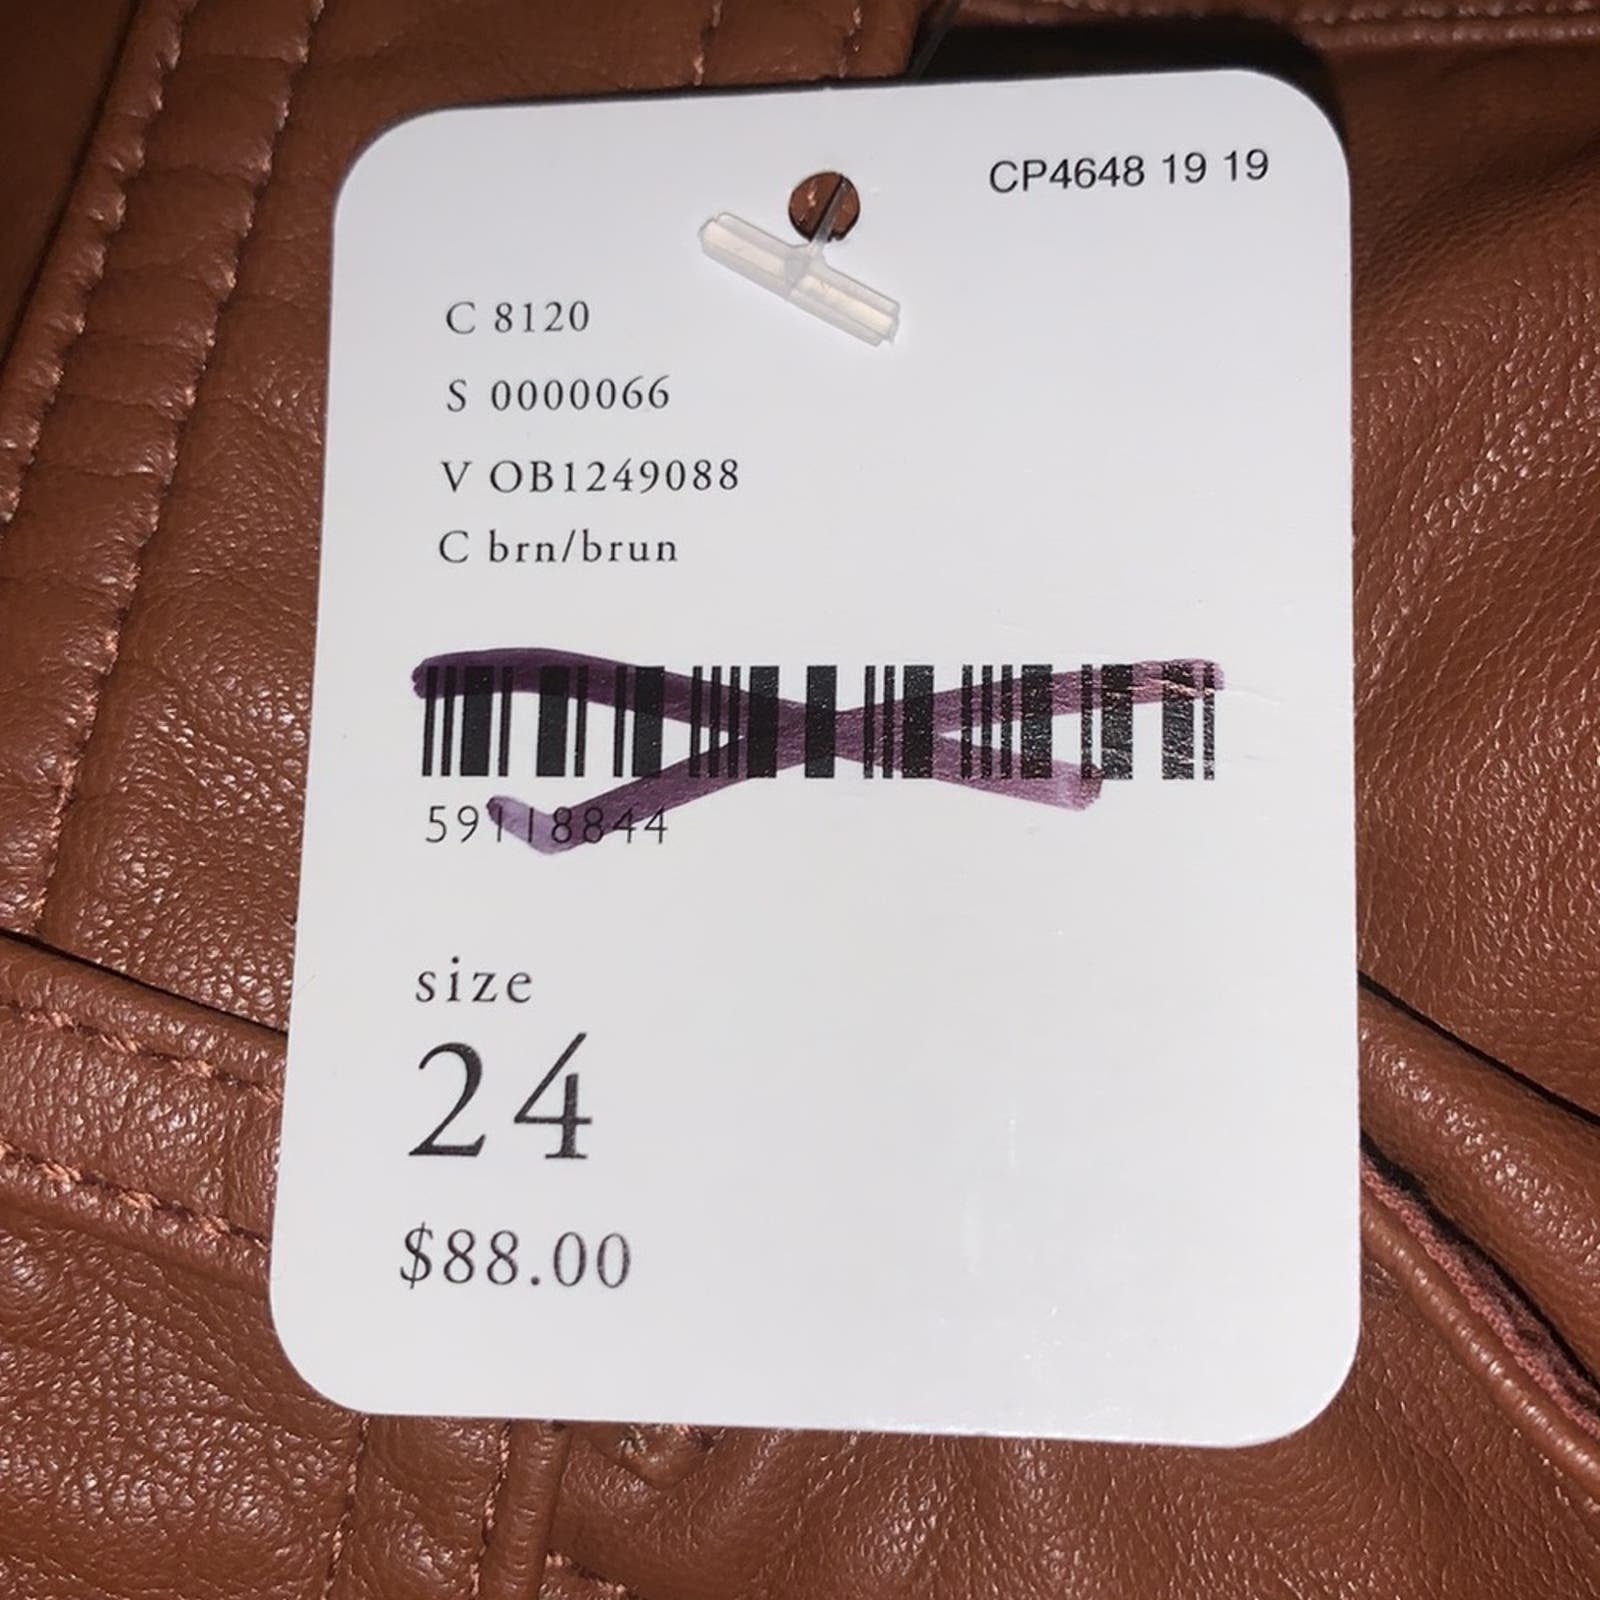 CP4648 19 19
C 8120
S 0000066
V OB1249088
C brn/brun
59118844
size
24
$88.00